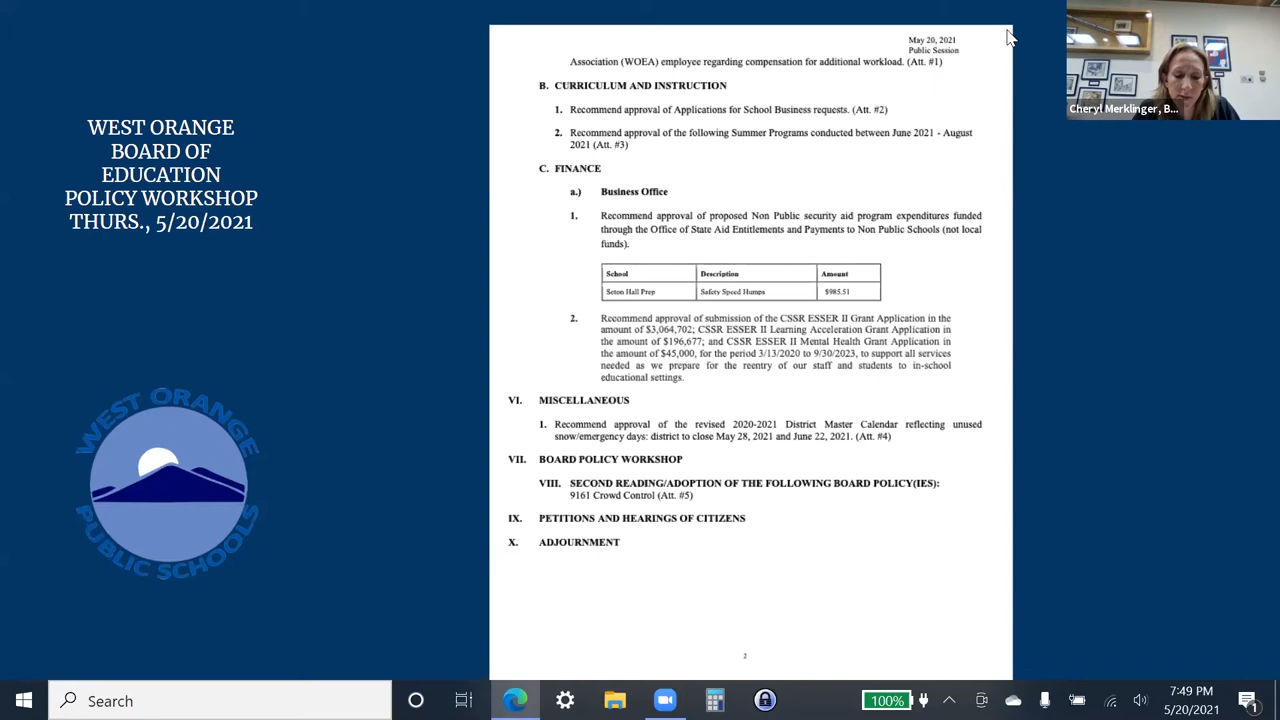 WEST ORANGE
BOARD OF
EDUCATION
POLICY WORKSHOP
THURS., 5/20/2021
WEST ORANGE
PUBLIC SCHOOLS
May 20, 2021
Public Session
Association (WOEA) employee regarding compensation for additional workload. (Att. #1)
B. CURRICULUM AND INSTRUCTION
1. Recommend approval of Applications for School Business requests. (Att. #2)
2. Recommend approval of the following Summer Programs conducted between June 2021 - August
2021 (Att. #3)
C. FINANCE
a.) Business Office
1. Recommend approval of proposed Non Public security aid program expenditures funded
through the Office of State Aid Entitlements and Payments to Non Public Schools (not local
funds).
School Description Amount
Seton Hall Prep Safety Speed Humps $985.51
2. Recommend approval of submission of the CSSR ESSER II Grant Application in the
amount of $3,064,702; CSSR ESSER II Learning Acceleration Grant Application in
the amount of $196,677; and CSSR ESSER II Mental Health Grant Application in
the amount of $45,000, for the period 3/13/2020 to 9/30/2023, to support all services
needed as we prepare for the reentry of our staff and students to in-school
educational settings.
VI. MISCELLANEOUS
1. Recommend approval of the revised 2020-2021 District Master Calendar reflecting unused
snow/emergency days: district to close May 28, 2021 and June 22, 2021. (Att. #4)
VII. BOARD POLICY WORKSHOP
VIII. SECOND READING/ADOPTION OF THE FOLLOWING BOARD POLICY(IES):
9161 Crowd Control (Att. #5)
IX. PETITIONS AND HEARINGS OF CITIZENS
X. ADJOURNMENT
2
Cheryl Merklinger, B...
Search
100%
7:49 PM
5/20/2021
1